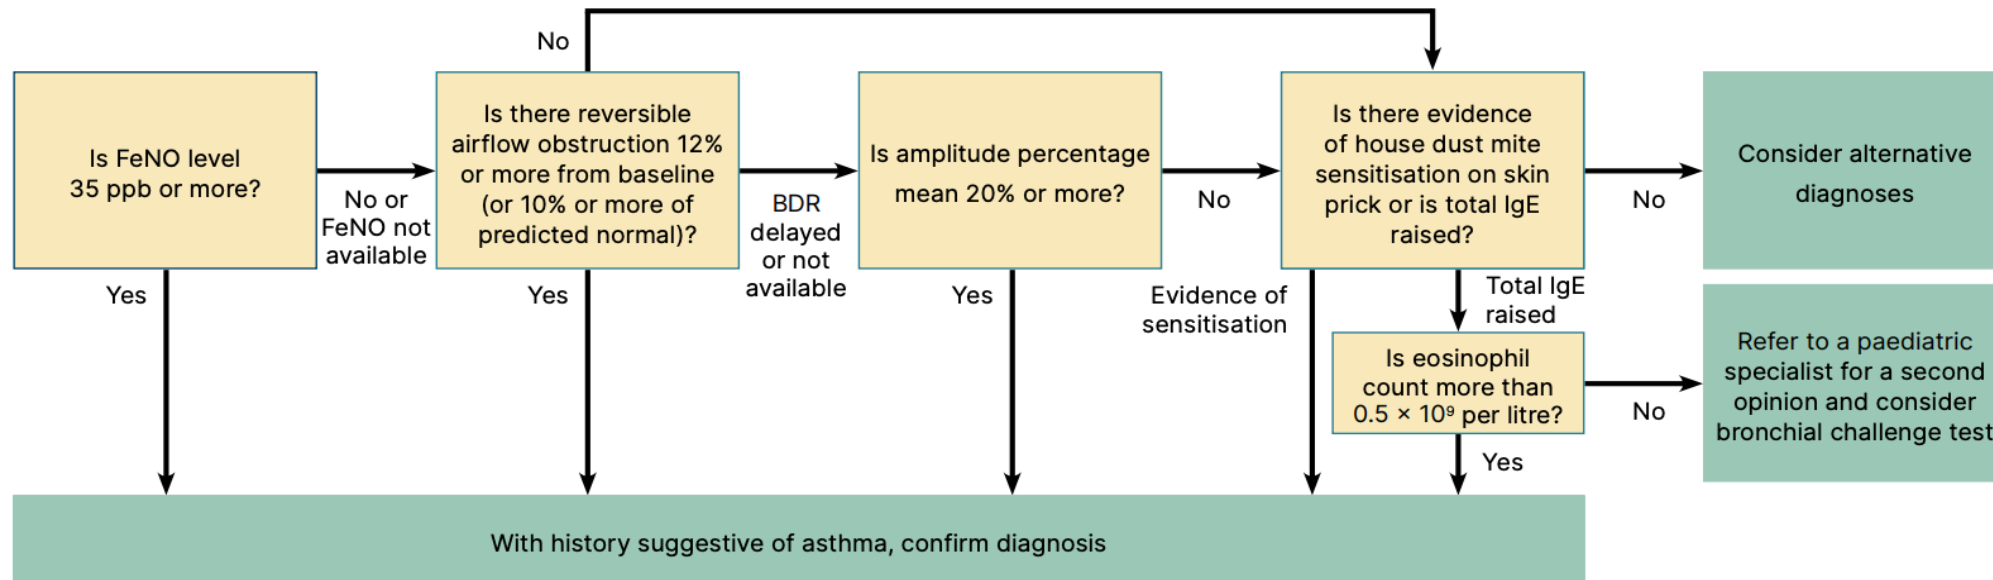 No
Is FeNO level
35 ppb or more?
No or
FeNO not
available
Yes
Is there reversible
airflow obstruction 12%
or more from baseline
(or 10% or more of
predicted normal)?
BDR
delayed
or not
available
Yes
Is amplitude percentage
mean 20% or more?
No
Yes
Is there evidence
of house dust mite
sensitisation on skin
prick or is total IgE
raised?
No
Evidence of
sensitisation
Total IgE
raised
Consider alternative
diagnoses
Is eosinophil
count more than
0.5 × 10⁹ per litre?
No
Yes
Refer to a paediatric
specialist for a second
opinion and consider
bronchial challenge test
With history suggestive of asthma, confirm diagnosis